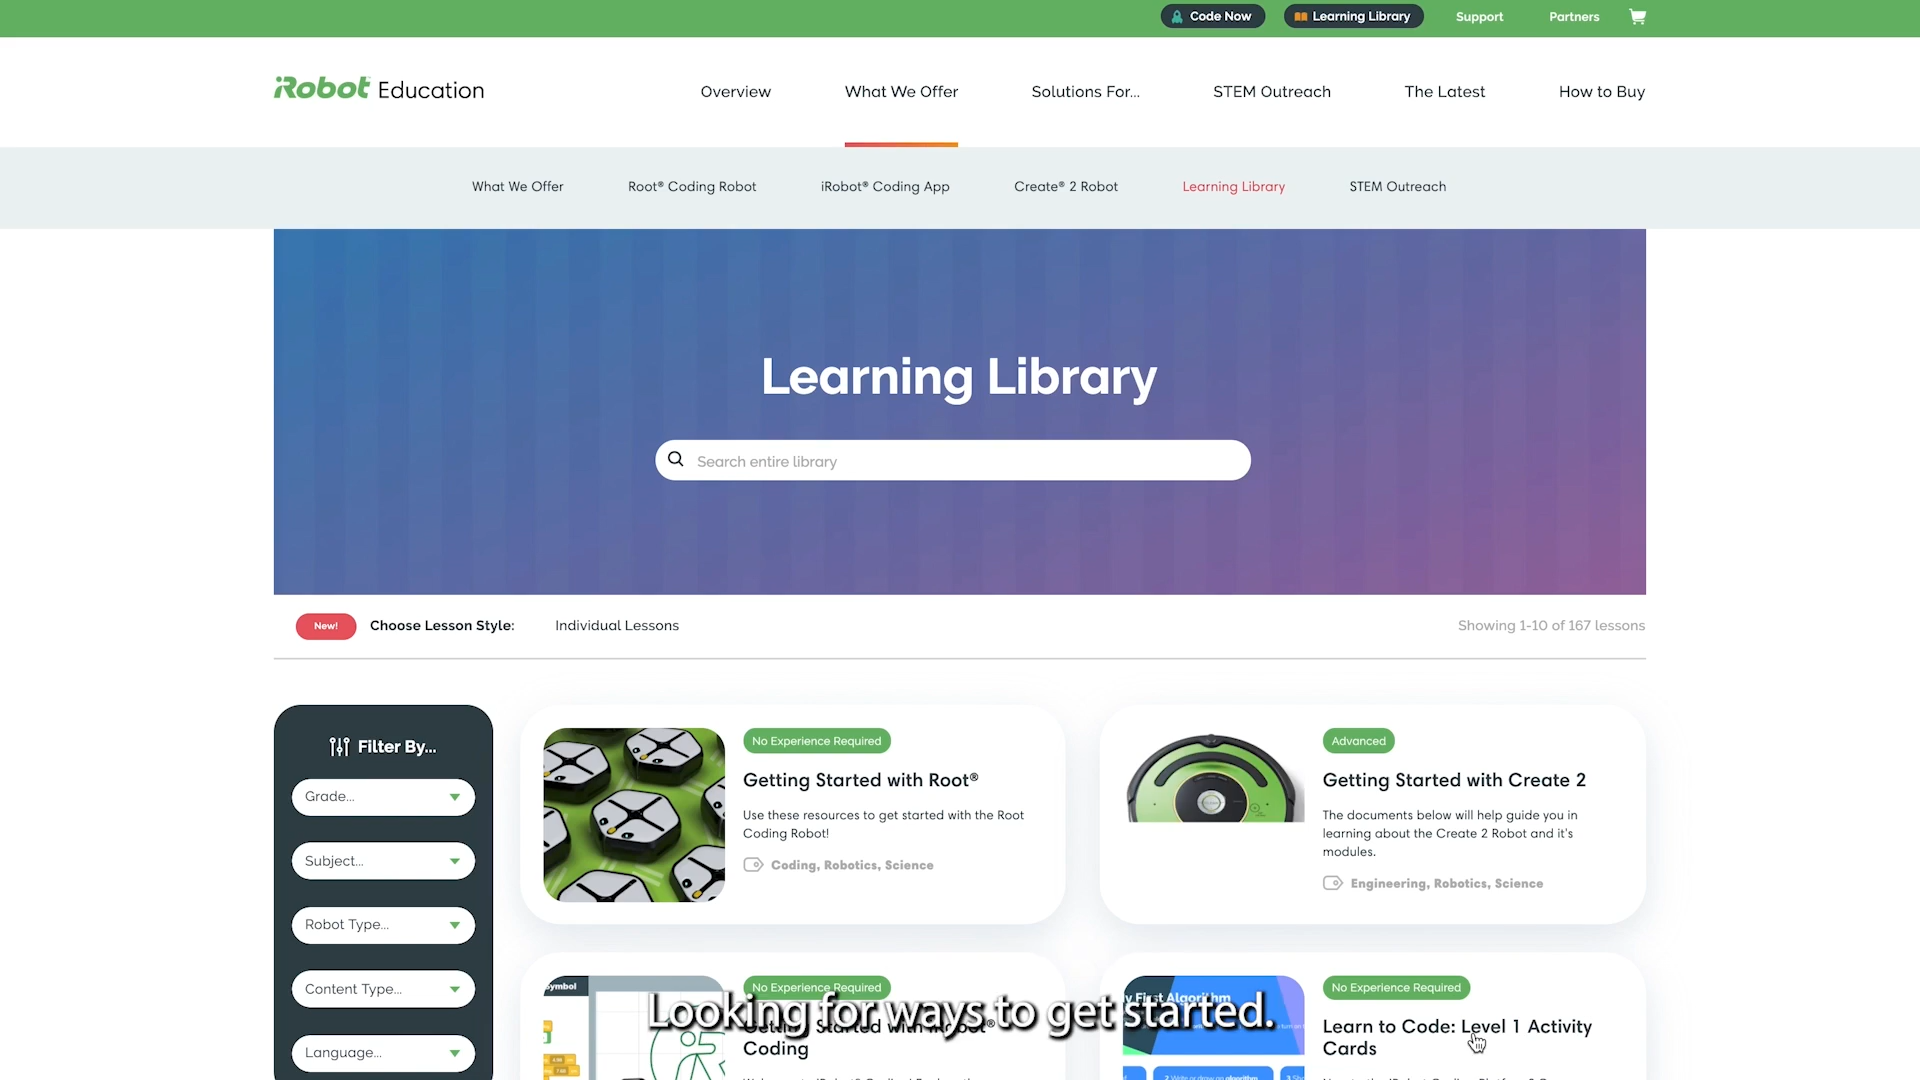 Code Now
Learning Library
Support
Partners
iRobot Education
Overview
What We Offer
Solutions For...
STEM Outreach
The Latest
How to Buy
What We Offer
Root® Coding Robot
iRobot® Coding App
Create® 2 Robot
Learning Library
STEM Outreach
Learning Library
Search entire library
New!
Choose Lesson Style:
Individual Lessons
Showing 1-10 of 167 lessons
Filter By...
Grade...
Subject...
Robot Type...
Content Type...
Language...
No Experience Required
Getting Started with Root®
Use these resources to get started with the Root
Coding Robot!
Coding, Robotics, Science
Advanced
Getting Started with Create 2
The documents below will help guide you in
learning about the Create 2 Robot and it's
modules.
Engineering, Robotics, Science
No Experience Required
Getting Started with iRobot®
Coding
No Experience Required
Learn to Code: Level 1 Activity
Cards
Looking for ways to get started.